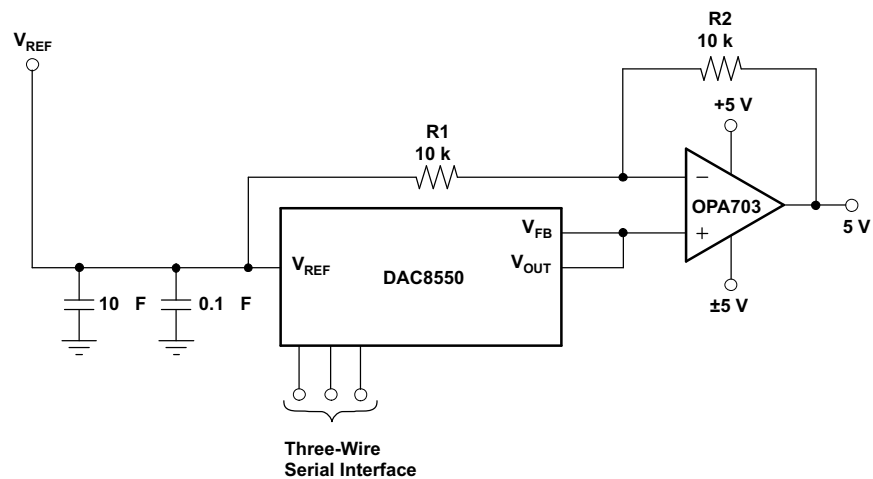 R2
10 k
VREF
+5 V
R1
10 k
−
OPA703
+
5 V
VFB
VREF
DAC8550
VOUT
±5 V
10 F
0.1 F
Three-Wire
Serial Interface